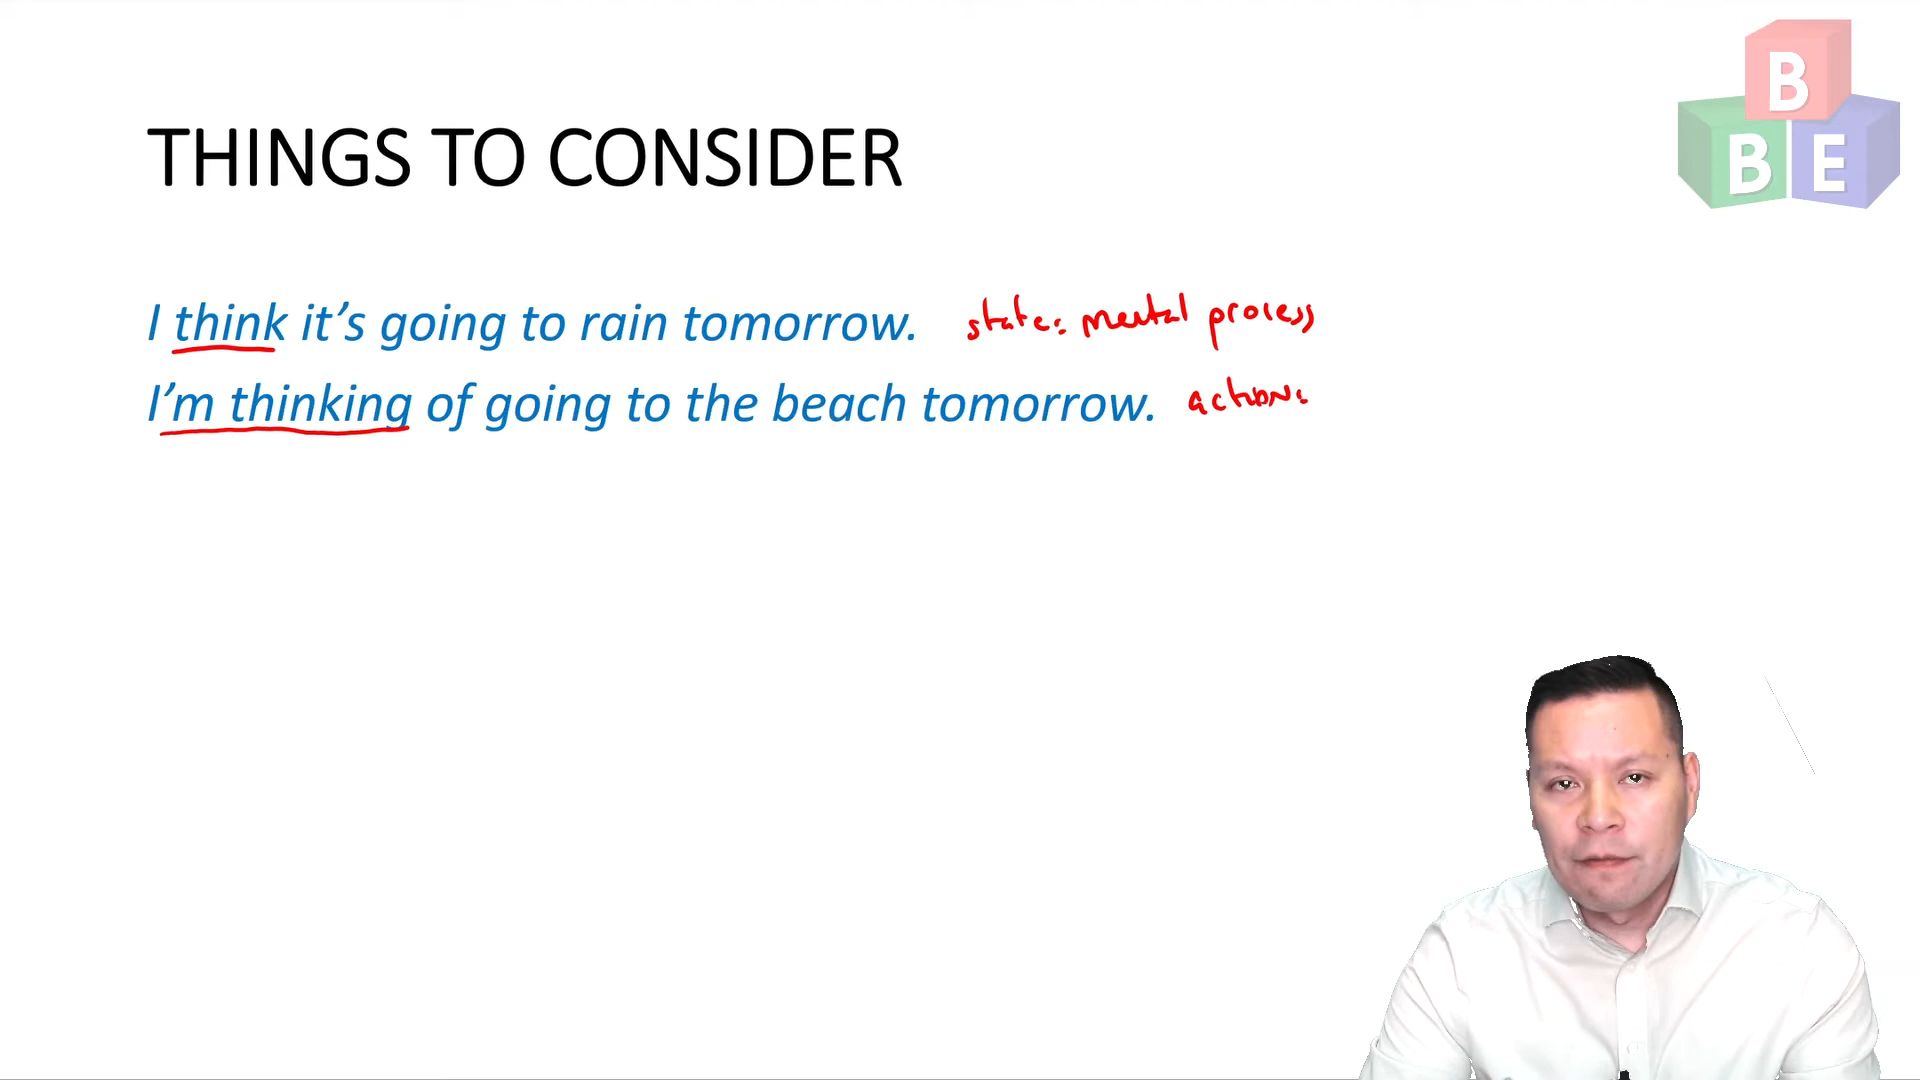 B
B E
THINGS TO CONSIDER
I think it’s going to rain tomorrow. state: mental process
I’m thinking of going to the beach tomorrow. action: